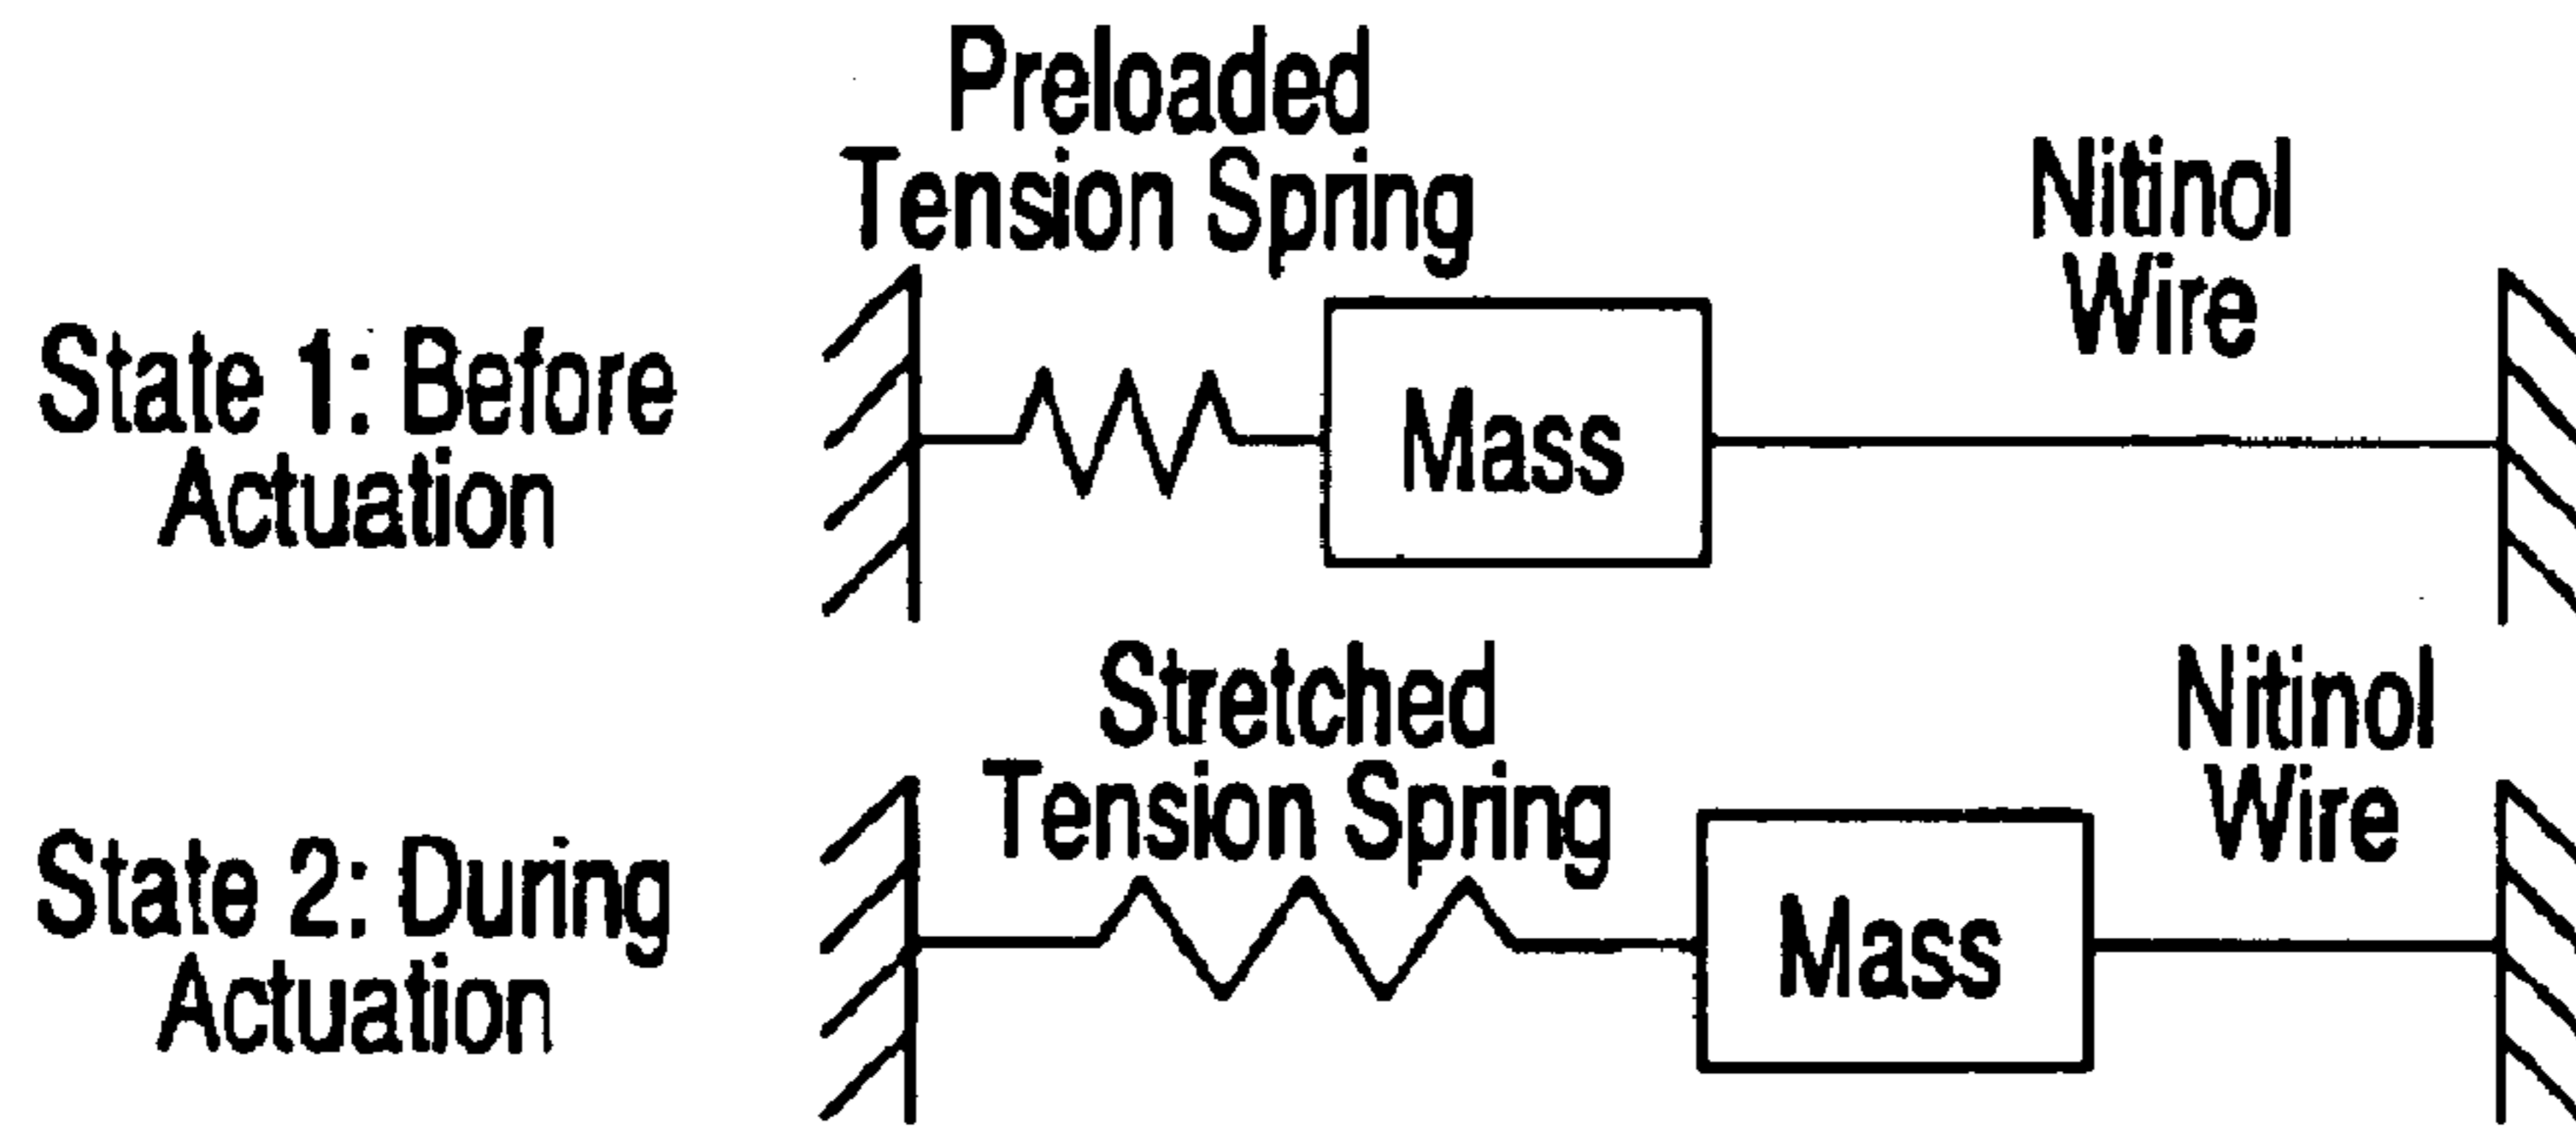 Preloaded
Tension Spring
Nitinol
Wire
State 1: Before
Actuation
Mass
Stretched
Tension Spring
Nitinol
Wire
State 2: During
Actuation
Mass